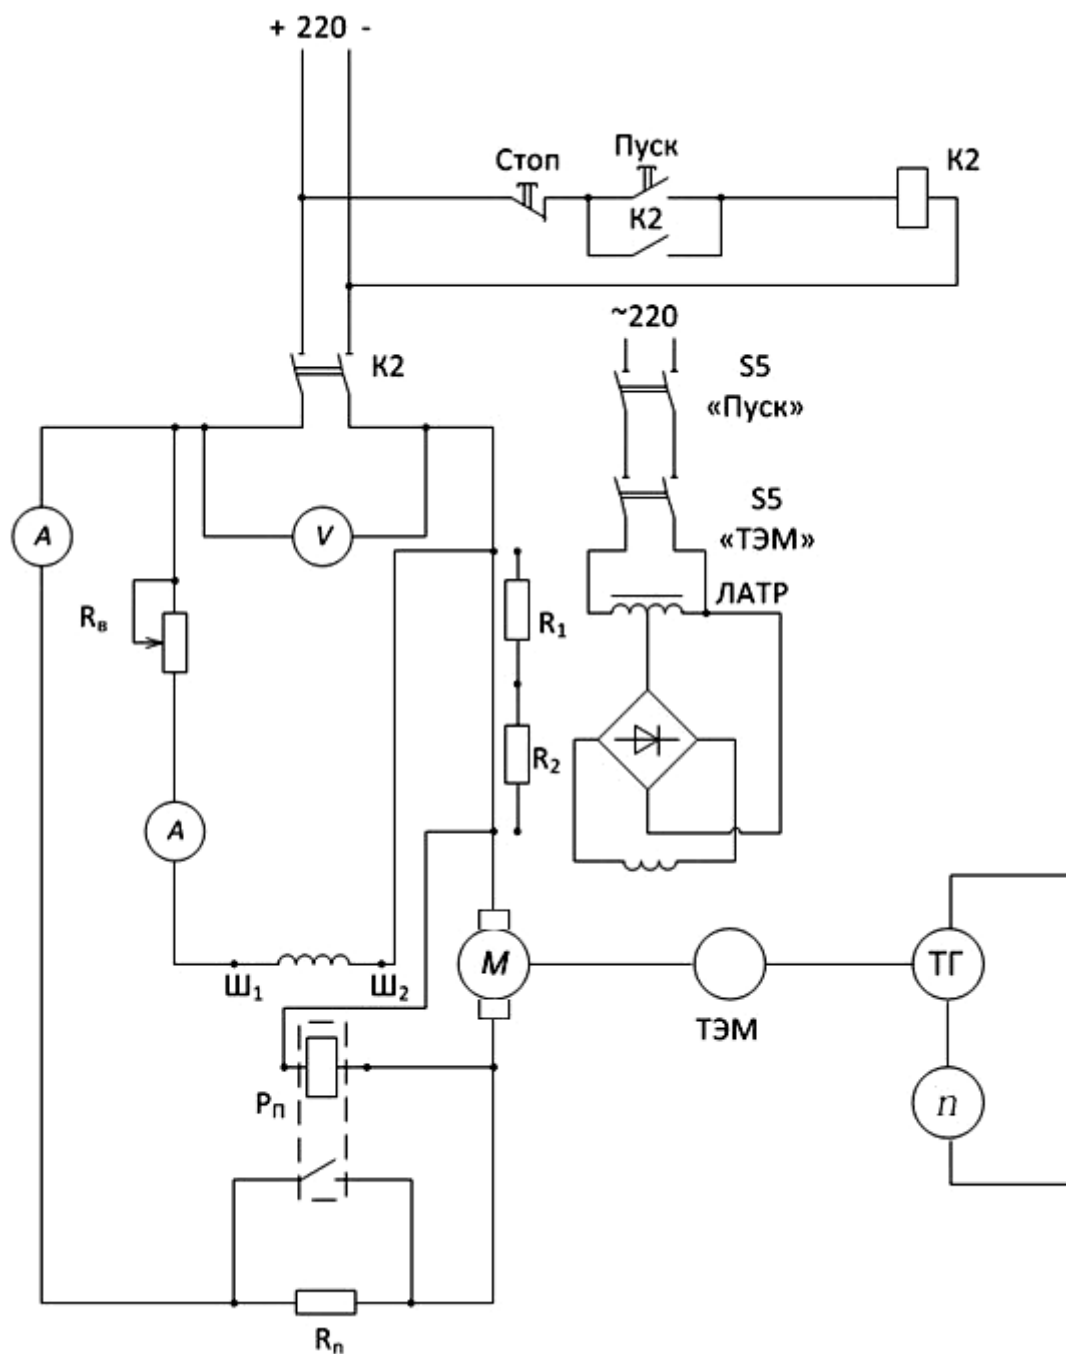 + 220 -
Стоп
Пуск
К2
К2
~220
К2
S5
«Пуск»
A
V
S5
«ТЭМ»
ЛАТР
Rв
R1
R2
A
Ш1
Ш2
М
ТЭМ
ТГ
РП
n
Rп